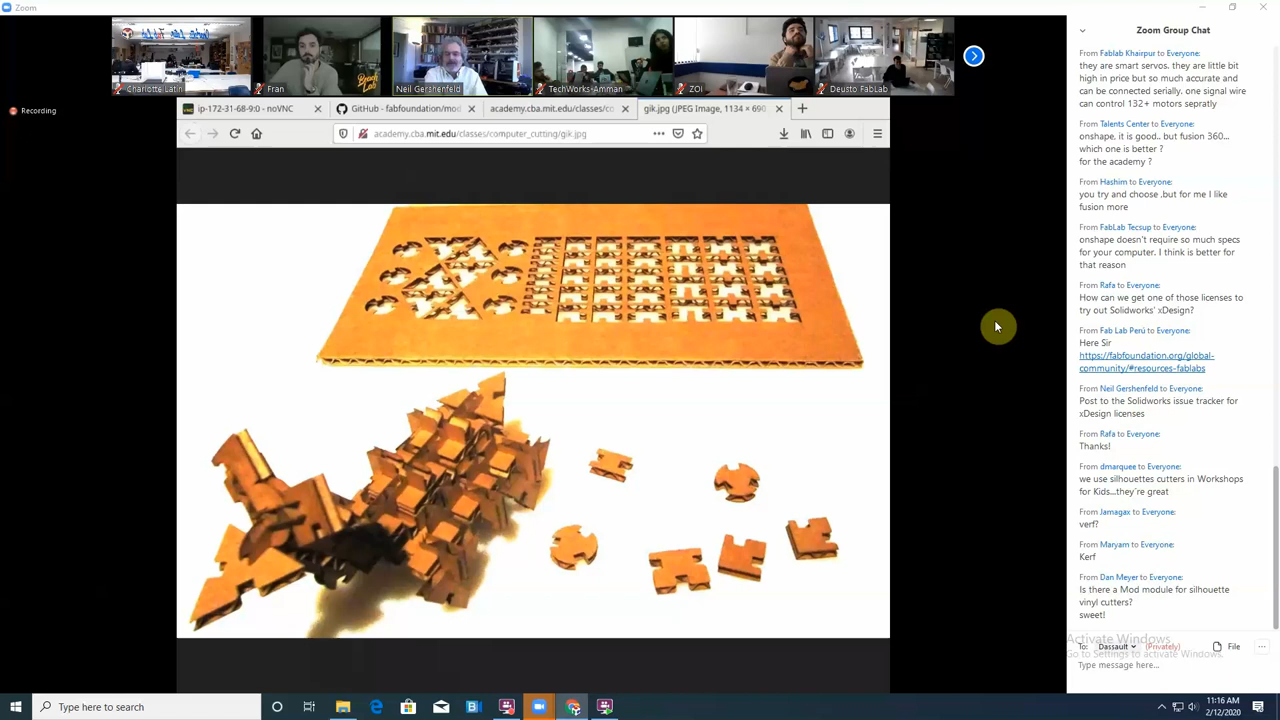 Zoom
Charlotte Latin
Fran
Beach Lab
Neil Gershenfeld
TechWorks-Amman
ZOI
Deusto FabLab
Recording
ip-172-31-68-9:0 - noVNC
GitHub - fabfoundation/mod
academy.cba.mit.edu/classes/co
gik.jpg (JPEG Image, 1134 × 690
academy.cba.mit.edu/classes/computer_cutting/gik.jpg
Zoom Group Chat
From Fablab Khairpur to Everyone:
they are smart servos. they are little bit
high in price but so much accurate and
can be connected serially. one signal wire
can control 132+ motors sepratly
From Talents Center to Everyone:
onshape, it is good.. but fusion 360...
which one is better ?
for the academy ?
From Hashim to Everyone:
you try and choose ,but for me I like
fusion more
From FabLab Tecsup to Everyone:
onshape doesn't require so much specs
for your computer. I think is better for
that reason
From Rafa to Everyone:
How can we get one of those licenses to
try out Solidworks' xDesign?
From Fab Lab Perú to Everyone:
Here Sir
https://fabfoundation.org/global-
community/#resources-fablabs
From Neil Gershenfeld to Everyone:
Post to the Solidworks issue tracker for
xDesign licenses
From Rafa to Everyone:
Thanks!
From dmarquee to Everyone:
we use silhouettes cutters in Workshops
for Kids...they´re great
From Jamagax to Everyone:
verf?
From Maryam to Everyone:
Kerf
From Dan Meyer to Everyone:
Is there a Mod module for silhouette
vinyl cutters?
sweet!
Activate Windows
Go to Settings to activate Windows.
To: Dassault (Privately) File
Type message here...
Type here to search
11:16 AM
2/12/2020